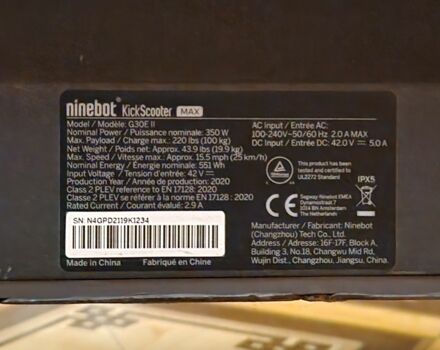 ninebot KickScooter MAX
Model / Modèle: G30E II
Nominal Power / Puissance nominale: 350 W
Max. Payload / Charge max.: 220 lbs (100 kg)
Net Weight / Poids net: Approx. 43.9 lbs (19.9 kg)
Max. Speed / Vitesse max.: Approx. 15.5 mph (25 km/h)
Nominal Energy / Énergie nominale: 551 Wh
Input Voltage / Tension d'entrée: 42 V
Production Year / Année de production: 2020
Class 2 PLEV reference to EN 17128: 2020
Classe 2 PLEV se référer à la norme EN 17128 : 2020
Rated Current / Courant évalué: 2.9 A
SN: N4GPD2119K1234
Made in China Fabriqué en Chine
AC Input / Entrée AC:
100-240V~50/60 Hz 2.0 A MAX
DC Input / Entrée DC: 42.0 V 5.0 A
This product has been
tested and certified to
UL2272 Standard
IPX5
CE
Segway Ninebot EMEA
Dynamostraat 7
1014 BN Amsterdam
The Netherlands
Manufacturer / Fabricant: Ninebot
(Changzhou) Tech Co., Ltd.
Address / Adresse: 16F-17F, Block A,
Building 3, No.18, Changwu Mid Rd,
Wujin Dist., Changzhou, Jiangsu, China.